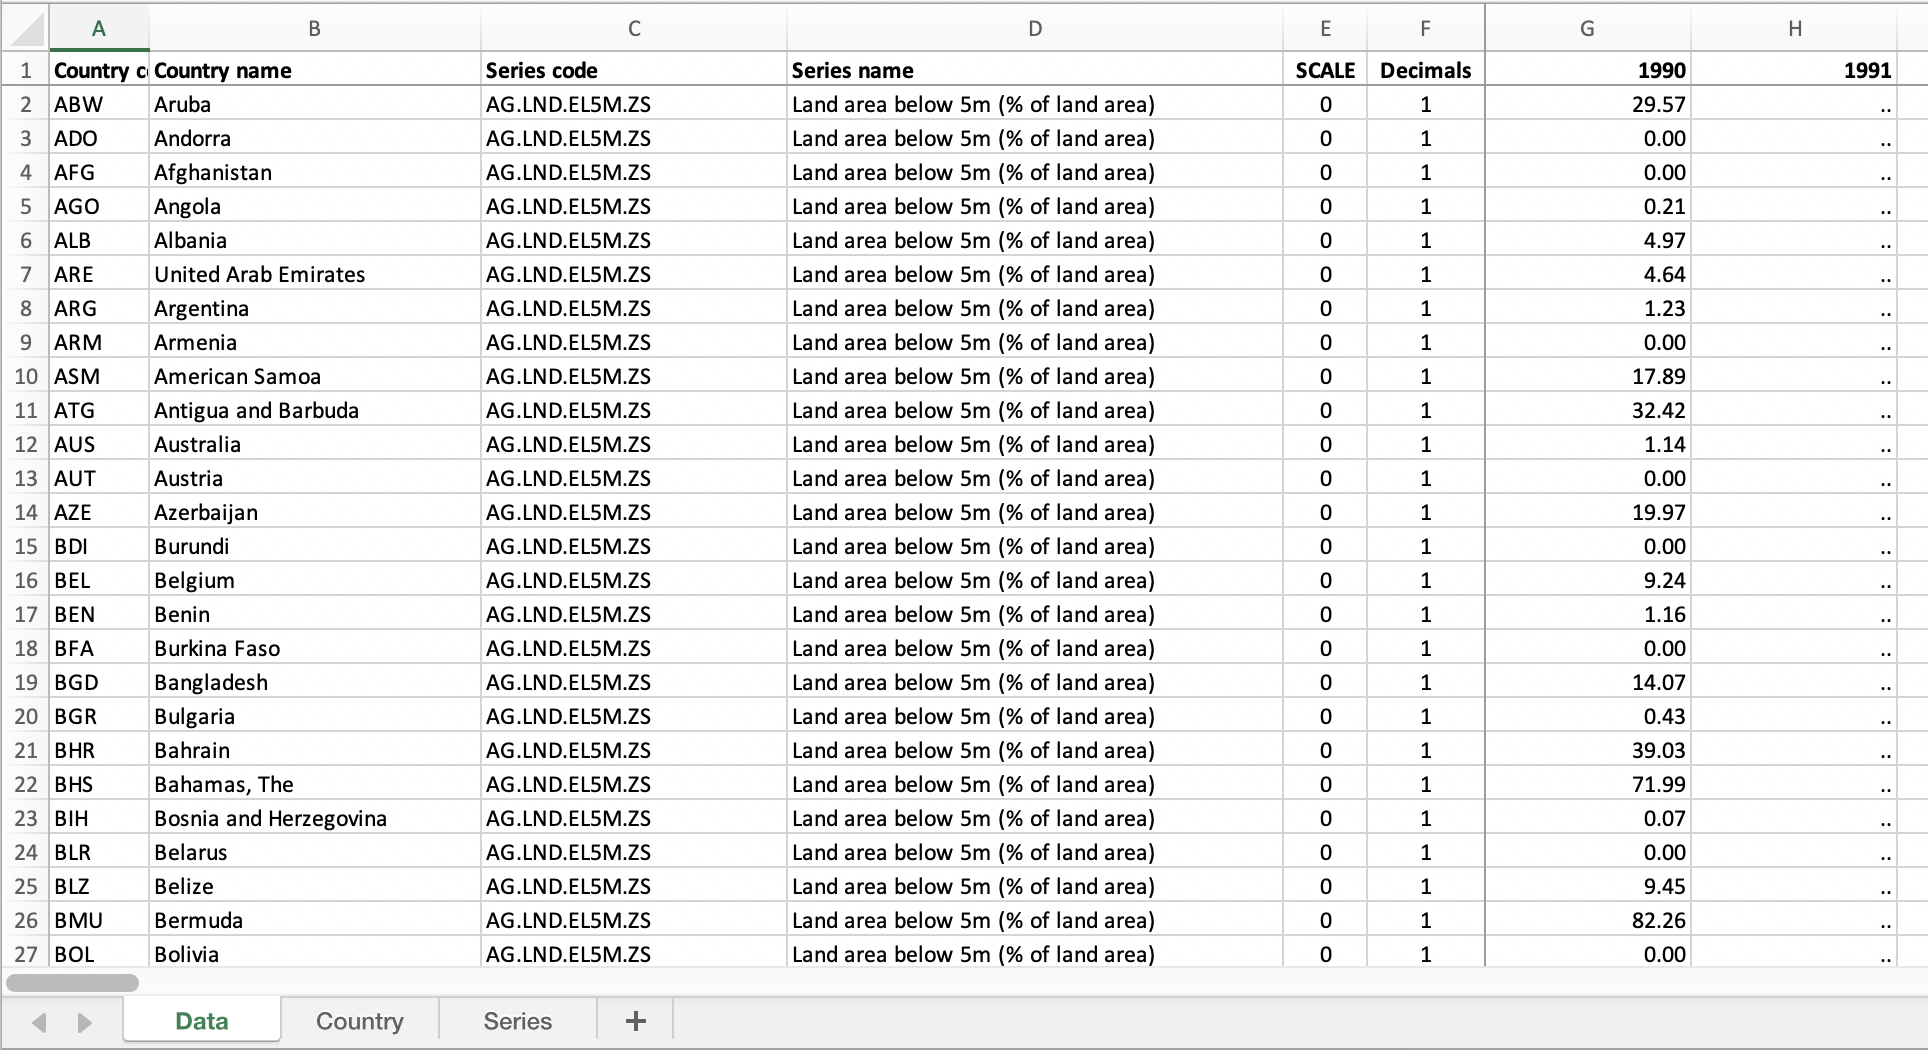 A B C D E F G H
1 Country c Country name Series code Series name SCALE Decimals 1990 1991
2 ABW Aruba AG.LND.EL5M.ZS Land area below 5m (% of land area) 0 1 29.57 ..
3 ADO Andorra AG.LND.EL5M.ZS Land area below 5m (% of land area) 0 1 0.00 ..
4 AFG Afghanistan AG.LND.EL5M.ZS Land area below 5m (% of land area) 0 1 0.00 ..
5 AGO Angola AG.LND.EL5M.ZS Land area below 5m (% of land area) 0 1 0.21 ..
6 ALB Albania AG.LND.EL5M.ZS Land area below 5m (% of land area) 0 1 4.97 ..
7 ARE United Arab Emirates AG.LND.EL5M.ZS Land area below 5m (% of land area) 0 1 4.64 ..
8 ARG Argentina AG.LND.EL5M.ZS Land area below 5m (% of land area) 0 1 1.23 ..
9 ARM Armenia AG.LND.EL5M.ZS Land area below 5m (% of land area) 0 1 0.00 ..
10 ASM American Samoa AG.LND.EL5M.ZS Land area below 5m (% of land area) 0 1 17.89 ..
11 ATG Antigua and Barbuda AG.LND.EL5M.ZS Land area below 5m (% of land area) 0 1 32.42 ..
12 AUS Australia AG.LND.EL5M.ZS Land area below 5m (% of land area) 0 1 1.14 ..
13 AUT Austria AG.LND.EL5M.ZS Land area below 5m (% of land area) 0 1 0.00 ..
14 AZE Azerbaijan AG.LND.EL5M.ZS Land area below 5m (% of land area) 0 1 19.97 ..
15 BDI Burundi AG.LND.EL5M.ZS Land area below 5m (% of land area) 0 1 0.00 ..
16 BEL Belgium AG.LND.EL5M.ZS Land area below 5m (% of land area) 0 1 9.24 ..
17 BEN Benin AG.LND.EL5M.ZS Land area below 5m (% of land area) 0 1 1.16 ..
18 BFA Burkina Faso AG.LND.EL5M.ZS Land area below 5m (% of land area) 0 1 0.00 ..
19 BGD Bangladesh AG.LND.EL5M.ZS Land area below 5m (% of land area) 0 1 14.07 ..
20 BGR Bulgaria AG.LND.EL5M.ZS Land area below 5m (% of land area) 0 1 0.43 ..
21 BHR Bahrain AG.LND.EL5M.ZS Land area below 5m (% of land area) 0 1 39.03 ..
22 BHS Bahamas, The AG.LND.EL5M.ZS Land area below 5m (% of land area) 0 1 71.99 ..
23 BIH Bosnia and Herzegovina AG.LND.EL5M.ZS Land area below 5m (% of land area) 0 1 0.07 ..
24 BLR Belarus AG.LND.EL5M.ZS Land area below 5m (% of land area) 0 1 0.00 ..
25 BLZ Belize AG.LND.EL5M.ZS Land area below 5m (% of land area) 0 1 9.45 ..
26 BMU Bermuda AG.LND.EL5M.ZS Land area below 5m (% of land area) 0 1 82.26 ..
27 BOL Bolivia AG.LND.EL5M.ZS Land area below 5m (% of land area) 0 1 0.00 ..
Data Country Series +